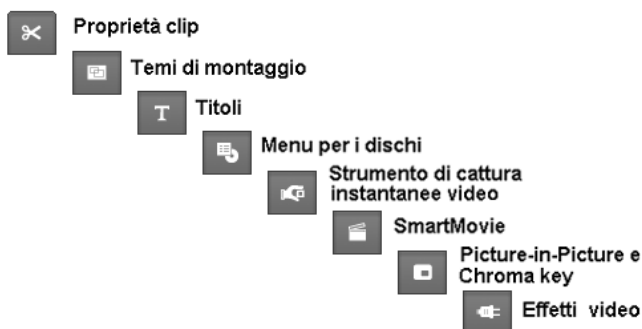 Proprietà clip
Temi di montaggio
T
Titoli
Menu per i dischi
Strumento di cattura
instantanee video
SmartMovie
Picture-in-Picture e
Chroma key
Effetti video